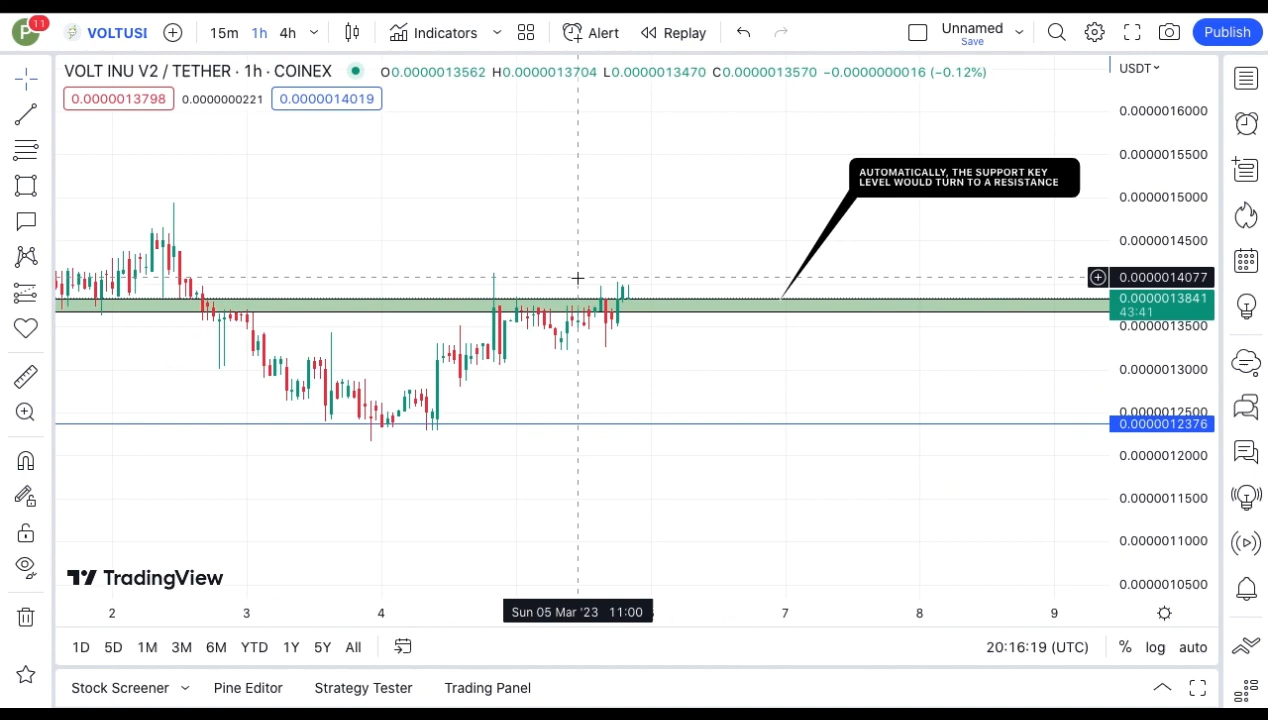 P 11 VOLTUSI 15m 1h 4h Indicators Alert Replay Unnamed Save Publish
VOLT INU V2 / TETHER · 1h · COINEX O0.0000013562 H0.0000013704 L0.0000013470 C0.0000013570 −0.0000000016 (−0.12%) USDT
0.0000013798 0.0000000221 0.0000014019
0.0000016000
0.0000015500
AUTOMATICALLY, THE SUPPORT KEY
LEVEL WOULD TURN TO A RESISTANCE
0.0000015000
0.0000014500
0.0000014077
0.0000013841
43:41
0.0000013500
0.0000013000
0.0000012500
0.0000012376
0.0000012000
0.0000011500
0.0000011000
TradingView
0.0000010500
2 3 4 Sun 05 Mar '23 11:00 7 8 9
1D 5D 1M 3M 6M YTD 1Y 5Y All 20:16:19 (UTC) % log auto
Stock Screener Pine Editor Strategy Tester Trading Panel